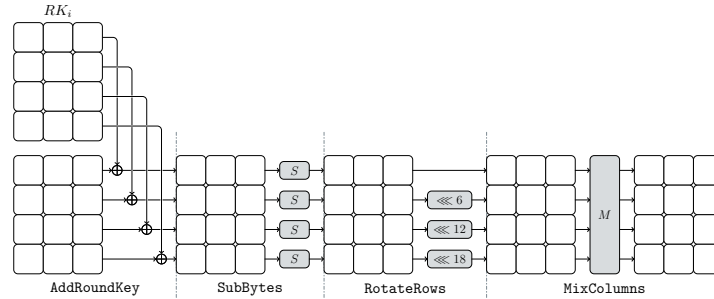 RK_i
S
S
⋘ 6
S
⋘ 12
M
S
⋘ 18
AddRoundKey SubBytes RotateRows MixColumns